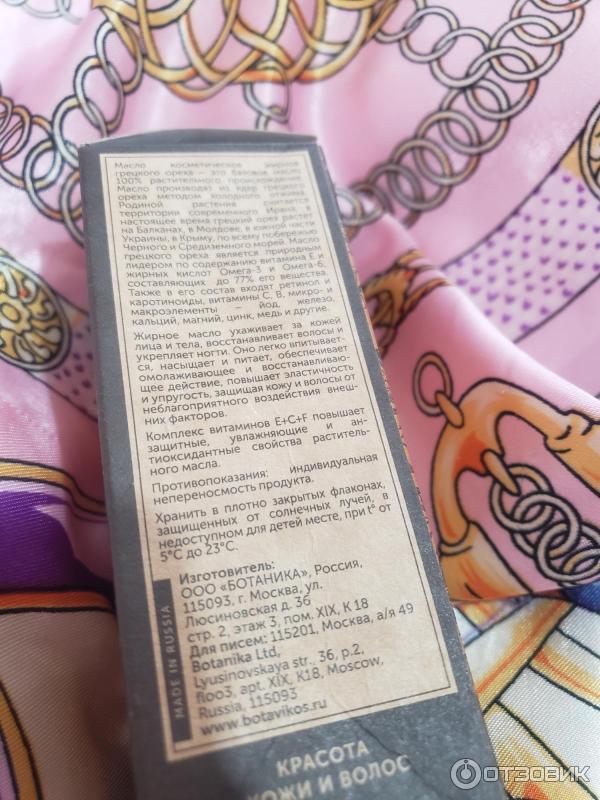 Масло косметическое жирное
грецкого ореха – это базовое масло
100% растительного происхождения.
Масло производят из ядер грецкого
ореха методом холодного отжима.
Родиной растения считается
территории современного Ирана, в
настоящее время грецкий орех растет
на Балканах, в Молдове, в южной части
Украины, в Крыму, по всему побережью
Черного и Средиземного морей. Масло
грецкого ореха является природным
лидером по содержанию витамина Е и
жирных кислот Омега-3 и Омега-6,
составляющих до 77% его вещества.
Также в его состав входят ретинол и
каротиноиды, витамины С, В, микро-
макроэлементы – йод, железо,
кальций, магний, цинк, медь и другие.
Жирное масло ухаживает за кожей
лица и тела, восстанавливает волосы и
укрепляет ногти. Оно легко впитывает-
ся, насыщает и питает, обеспечивает
омолаживающее и восстанавливаю-
щее действие, повышает эластичность
и упругость, защищая кожу и волосы от
неблагоприятного воздействия внеш-
них факторов.
Комплекс витаминов Е+С+F повышает
защитные, увлажняющие и ан-
тиоксидантные свойства раститель-
ного масла.
Противопоказания: индивидуальная
непереносмость продукта.
Хранить в плотно закрытых флаконах,
защищенных от солнечных лучей, в
недоступном для детей месте, при t° от
5°С до 23°С.
Изготовитель:
ООО «БОТАНИКА», Россия,
115093, г. Москва, ул.
Люсиновская д. 36
стр. 2, этаж 3, пом. XIX, К 18
Для писем: 115201, Москва, а/я 49
Botanika Ltd,
Lyusinovskaya str., 36, p.2,
floo3, apt. XIX, K18, Moscow,
Russia, 115093
www.botavikos.ru
MADE IN RUSSIA
КРАСОТА
КОЖИ И ВОЛОС
ОТЗОВИК